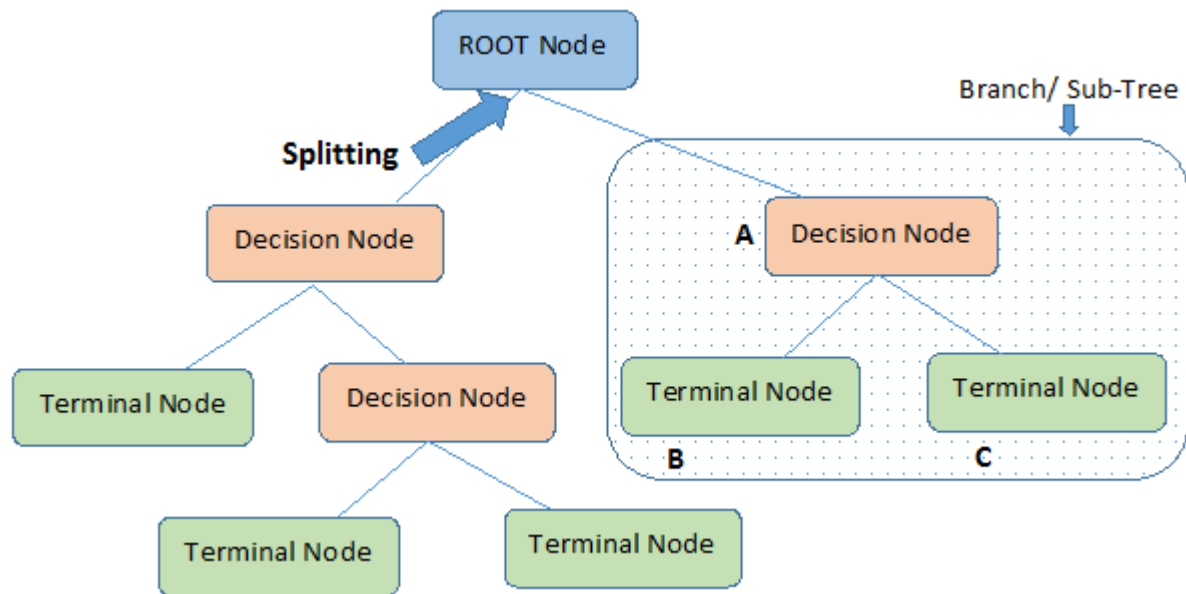 ROOT Node
Branch/ Sub-Tree
Splitting
Decision Node
A
Decision Node
Terminal Node
Decision Node
Terminal Node
Terminal Node
B
C
Terminal Node
Terminal Node